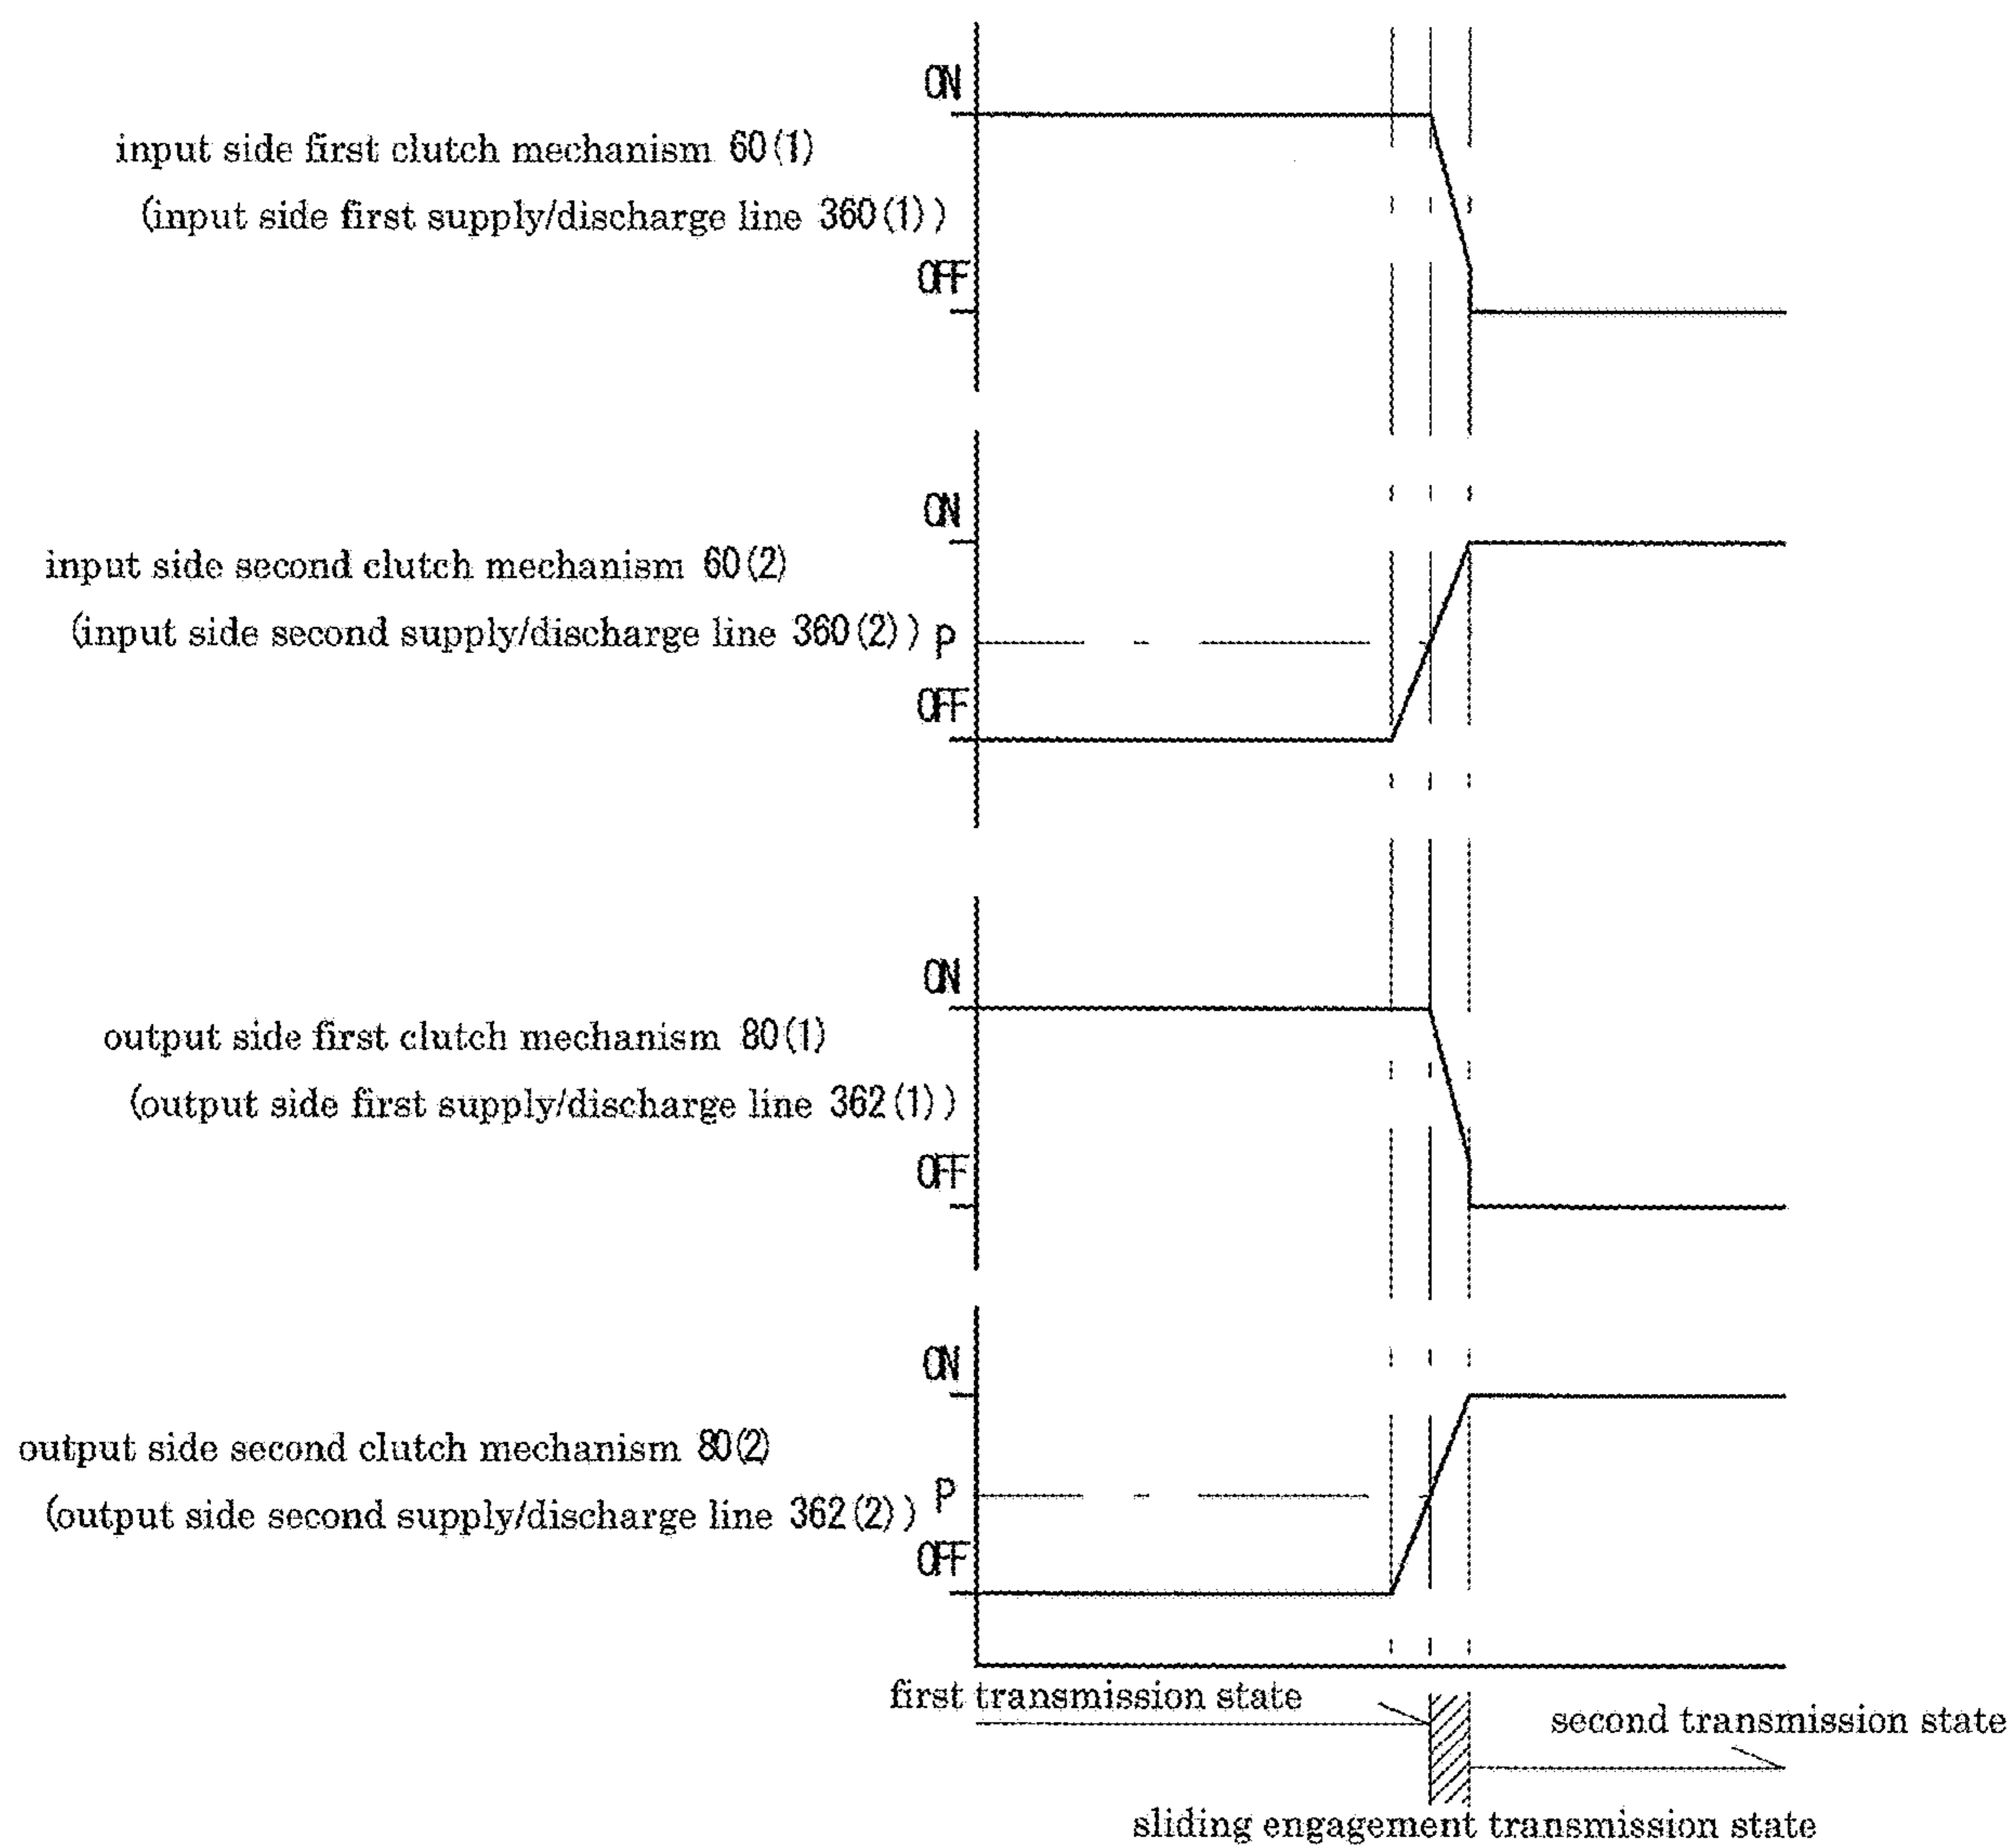 ON
input side first clutch mechanism 60(1)
(input side first supply/discharge line 360(1))
OFF
ON
input side second clutch mechanism 60(2)
(input side second supply/discharge line 360(2))
P
OFF
ON
output side first clutch mechanism 80(1)
(output side first supply/discharge line 362(1))
OFF
ON
output side second clutch mechanism 80(2)
(output side second supply/discharge line 362(2))
P
OFF
first transmission state
second transmission state
sliding engagement transmission state